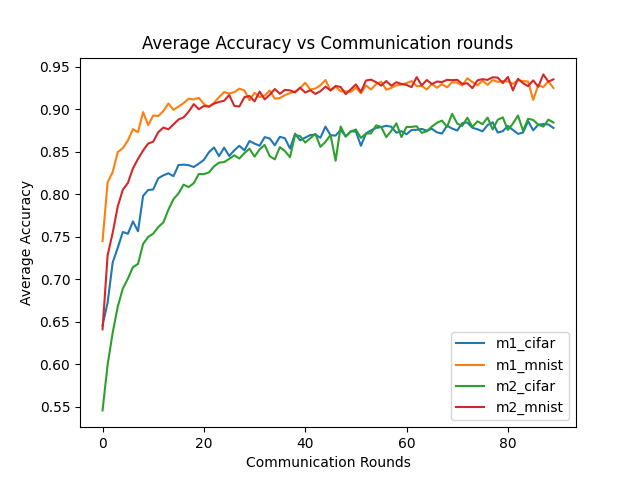 Average Accuracy vs Communication rounds
Average Accuracy
0.95
0.90
0.85
0.80
0.75
0.70
0.65
0.60
0.55
m1_cifar
m1_mnist
m2_cifar
m2_mnist
0 20 40 60 80
Communication Rounds